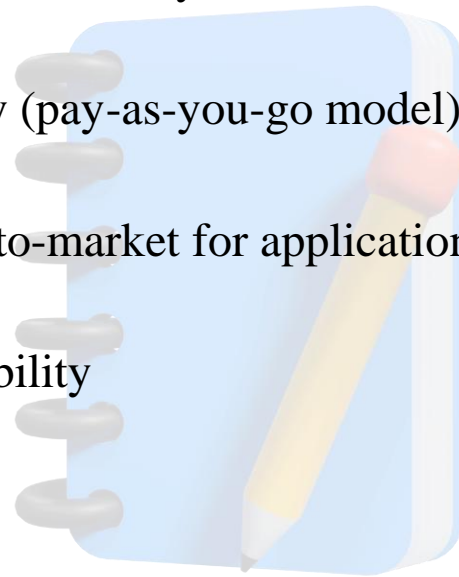 (pay-as-you-go model)
to-market for application
bility